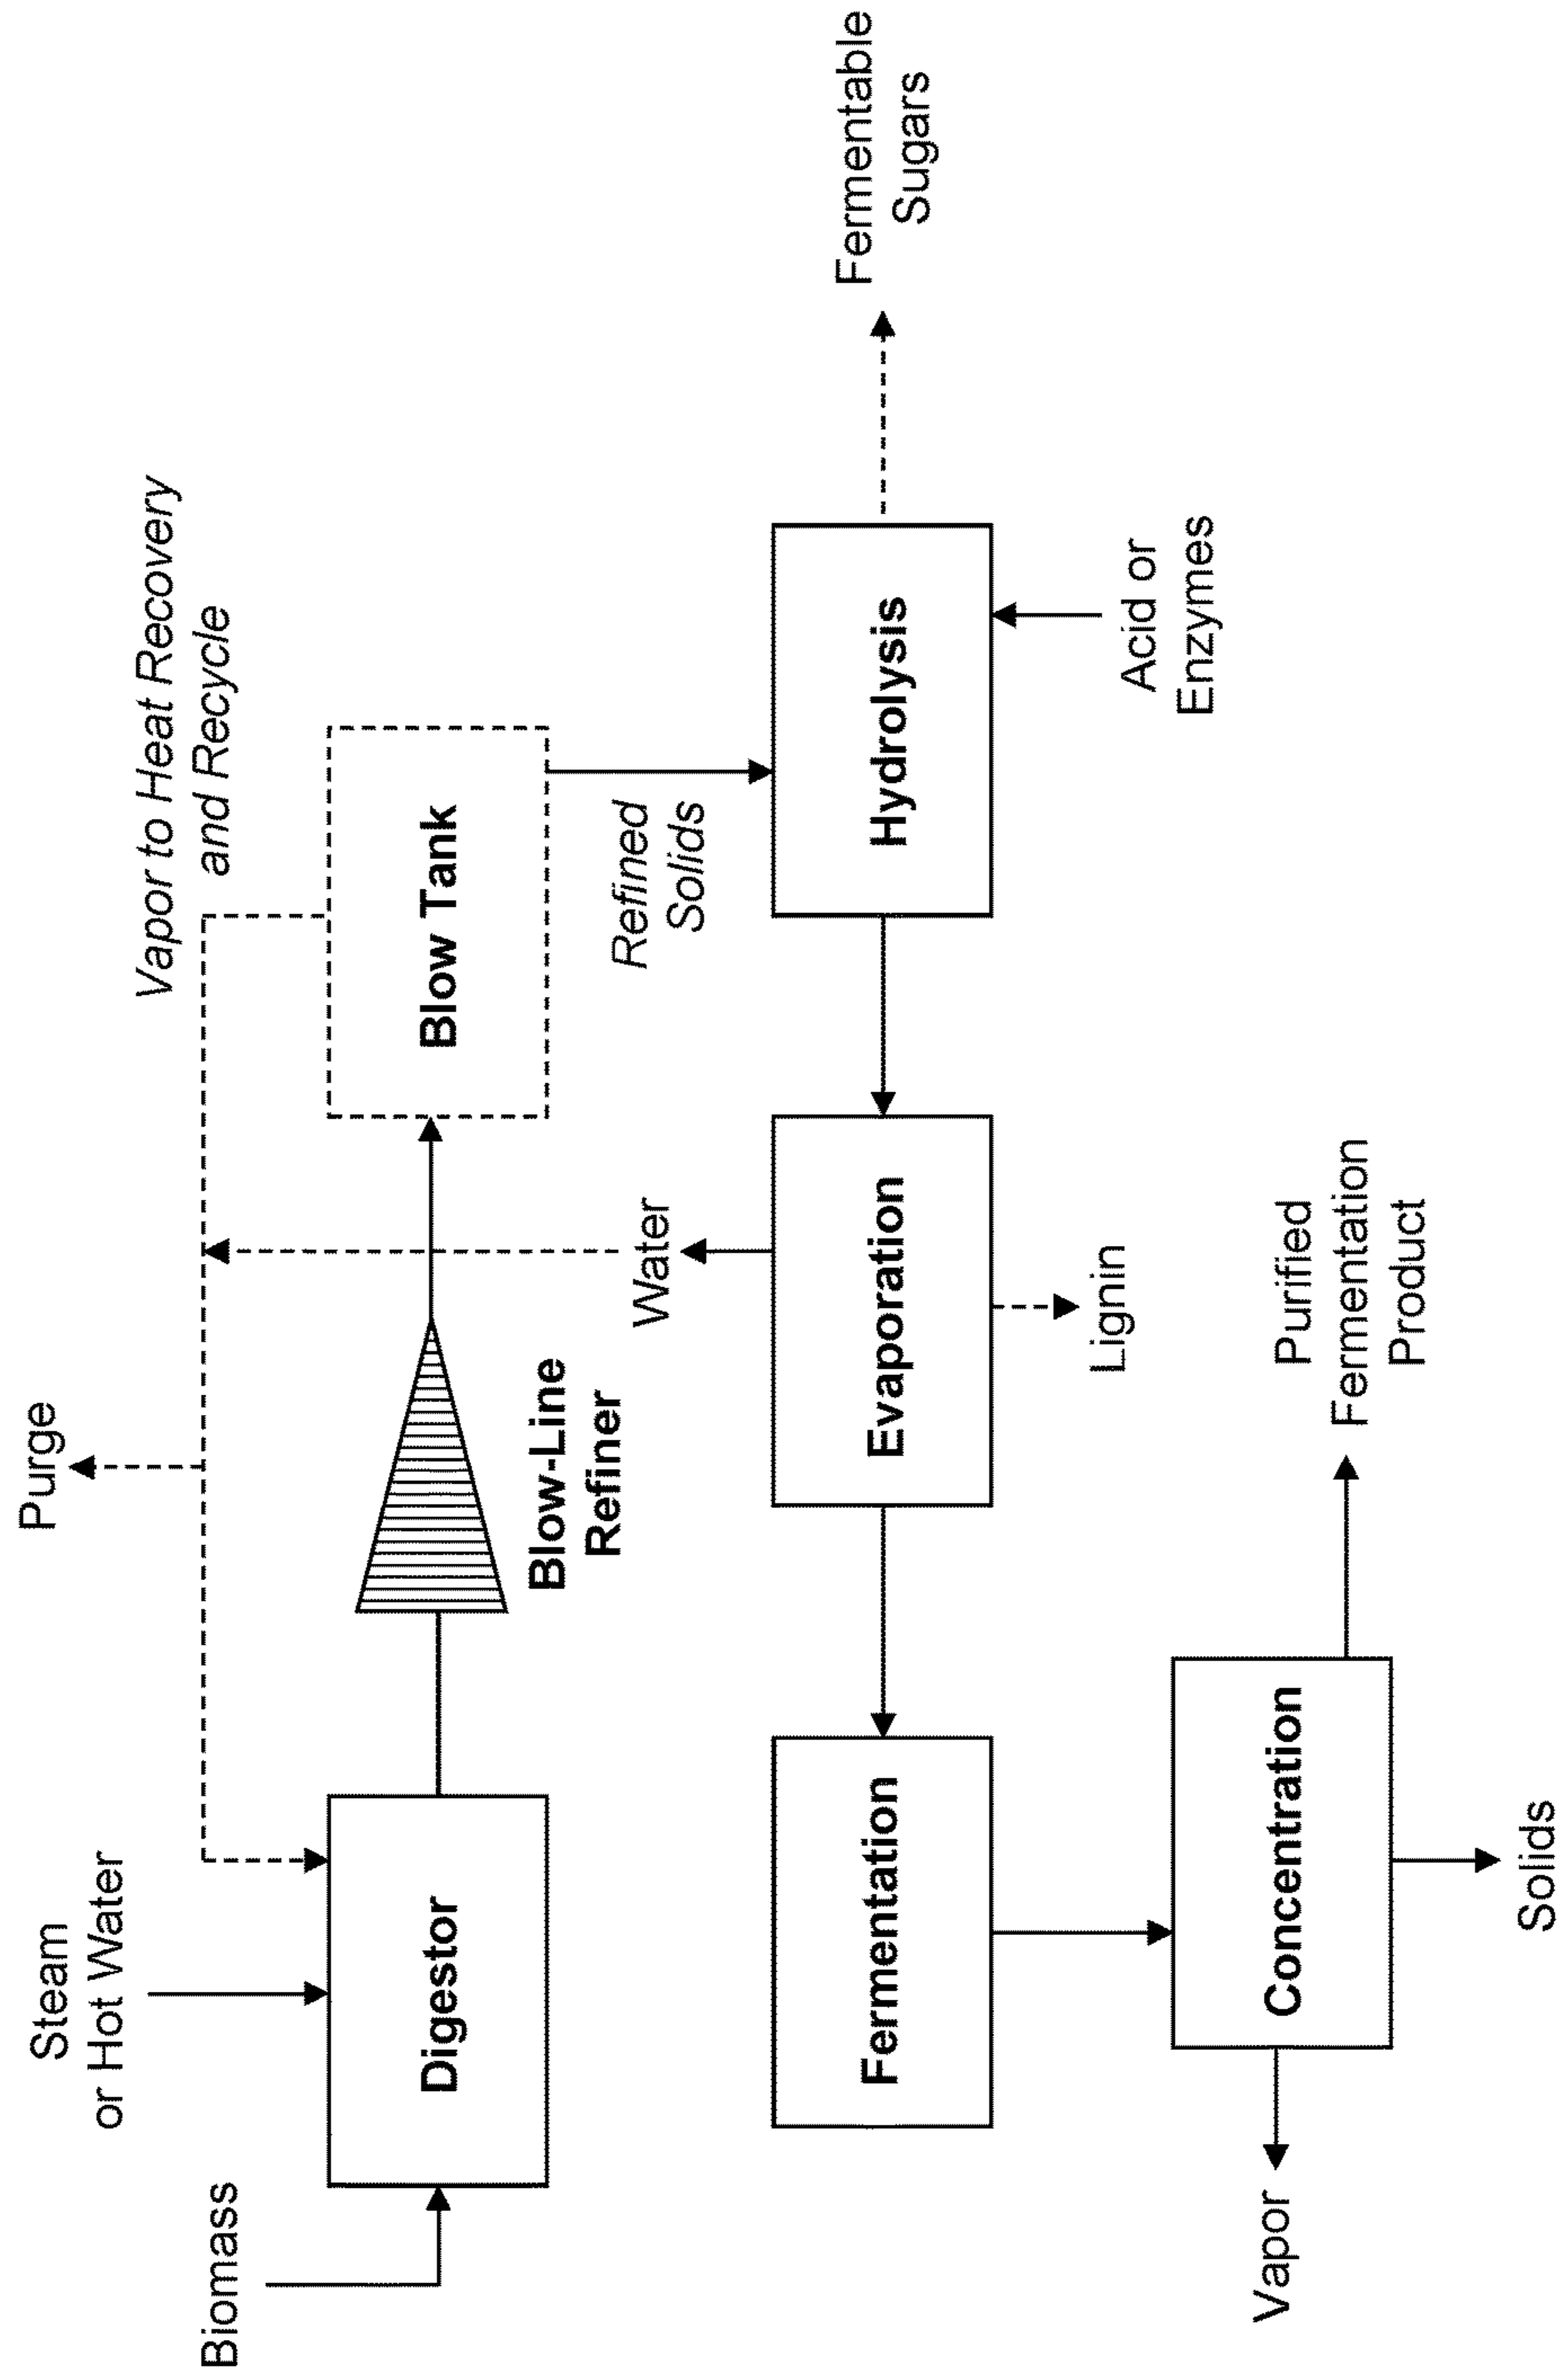 Steam
or Hot Water
Purge
Vapor to Heat Recovery
and Recycle
Biomass
Digestor
Blow-Line
Refiner
Blow Tank
Refined
Solids
Water
Fermentation
Evaporation
Hydrolysis
Fermentable
Sugars
Lignin
Acid or
Enzymes
Vapor
Concentration
Purified
Fermentation
Product
Solids